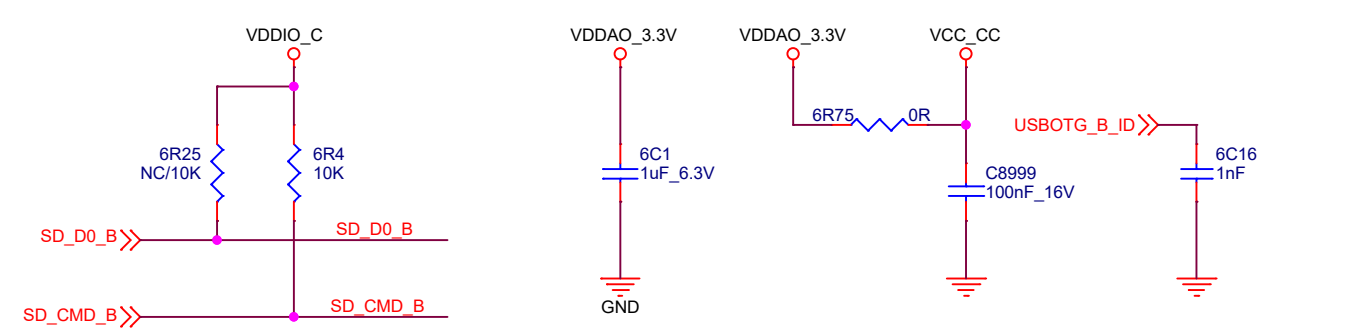 VDDIO_C
VDDAO_3.3V
VDDAO_3.3V
VCC_CC
6R75
0R
USBOTG_B_ID
6R25
NC/10K
6R4
10K
6C1
1uF_6.3V
C8999
100nF_16V
6C16
1nF
SD_D0_B
SD_D0_B
SD_CMD_B
SD_CMD_B
GND